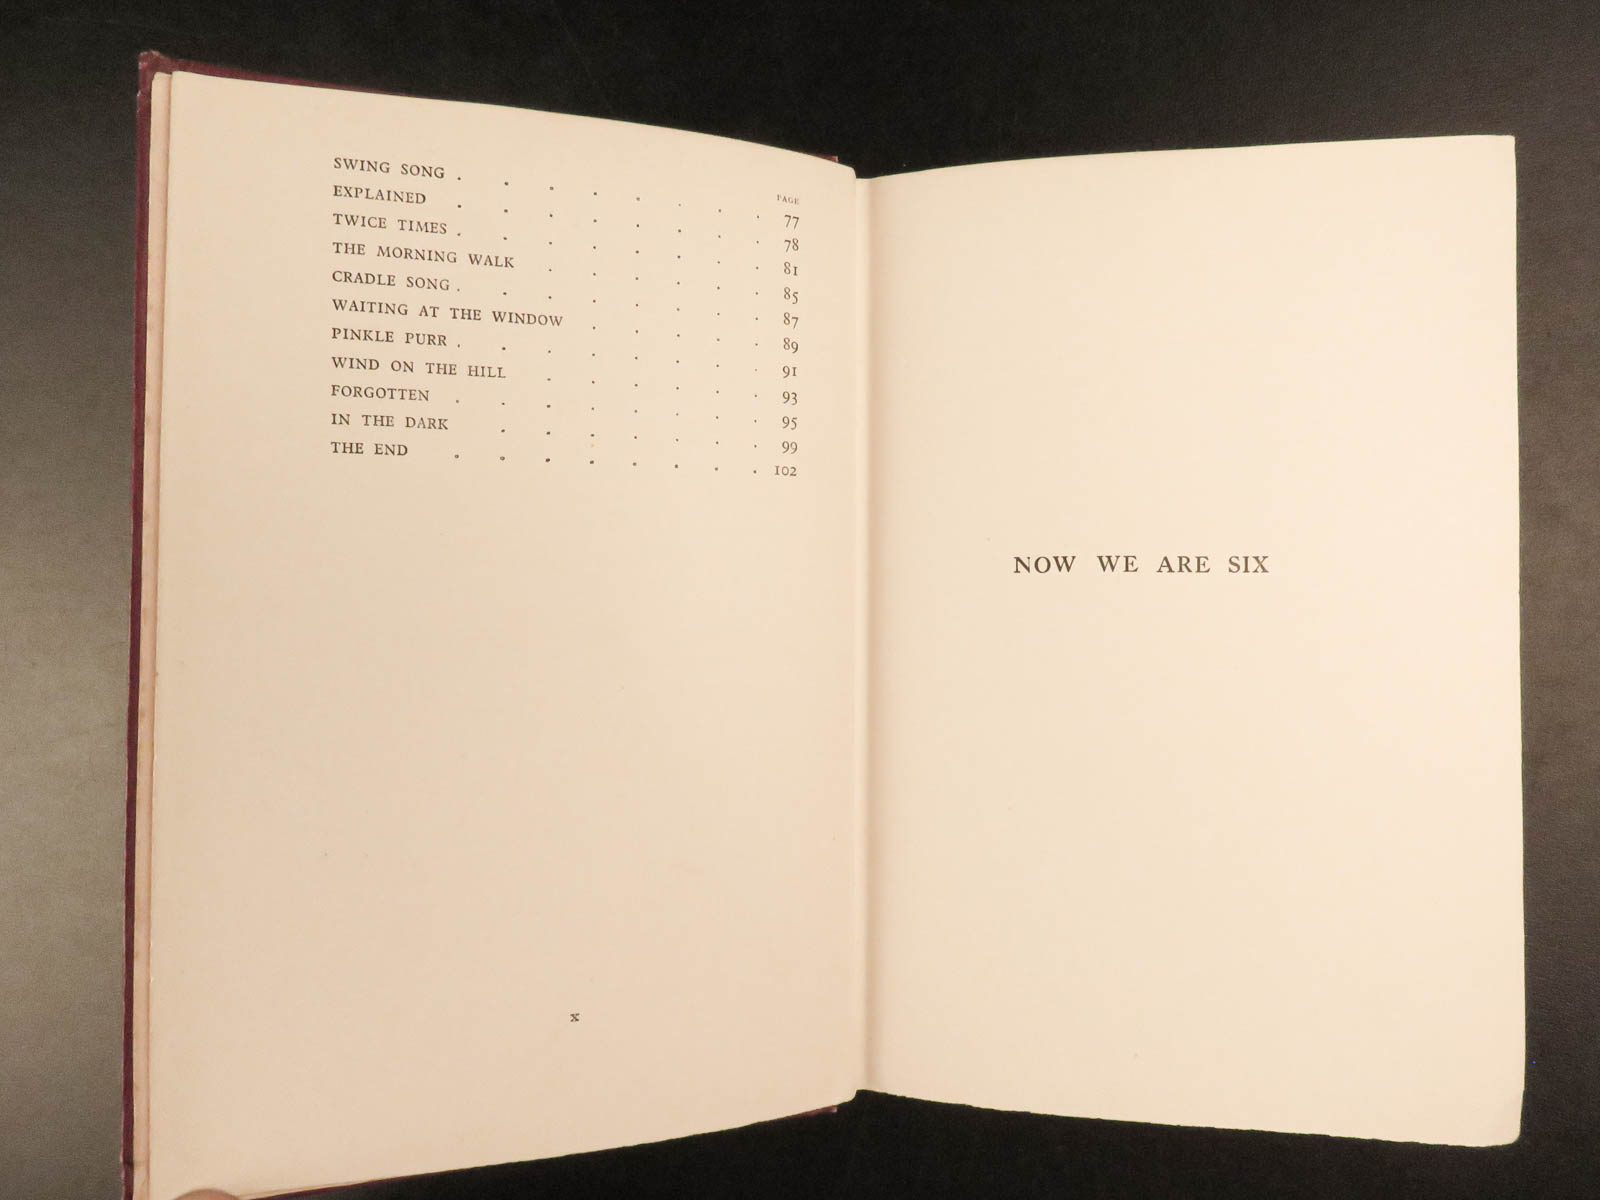 PAGE
SWING SONG . . . . . . . . 77
EXPLAINED . . . . . . . . 78
TWICE TIMES . . . . . . . . 81
THE MORNING WALK . . . . . . 85
CRADLE SONG . . . . . . . . 87
WAITING AT THE WINDOW . . . . . 89
PINKLE PURR . . . . . . . . 91
WIND ON THE HILL . . . . . . 93
FORGOTTEN . . . . . . . . 95
IN THE DARK . . . . . . . 99
THE END . . . . . . . . 102
x
NOW WE ARE SIX